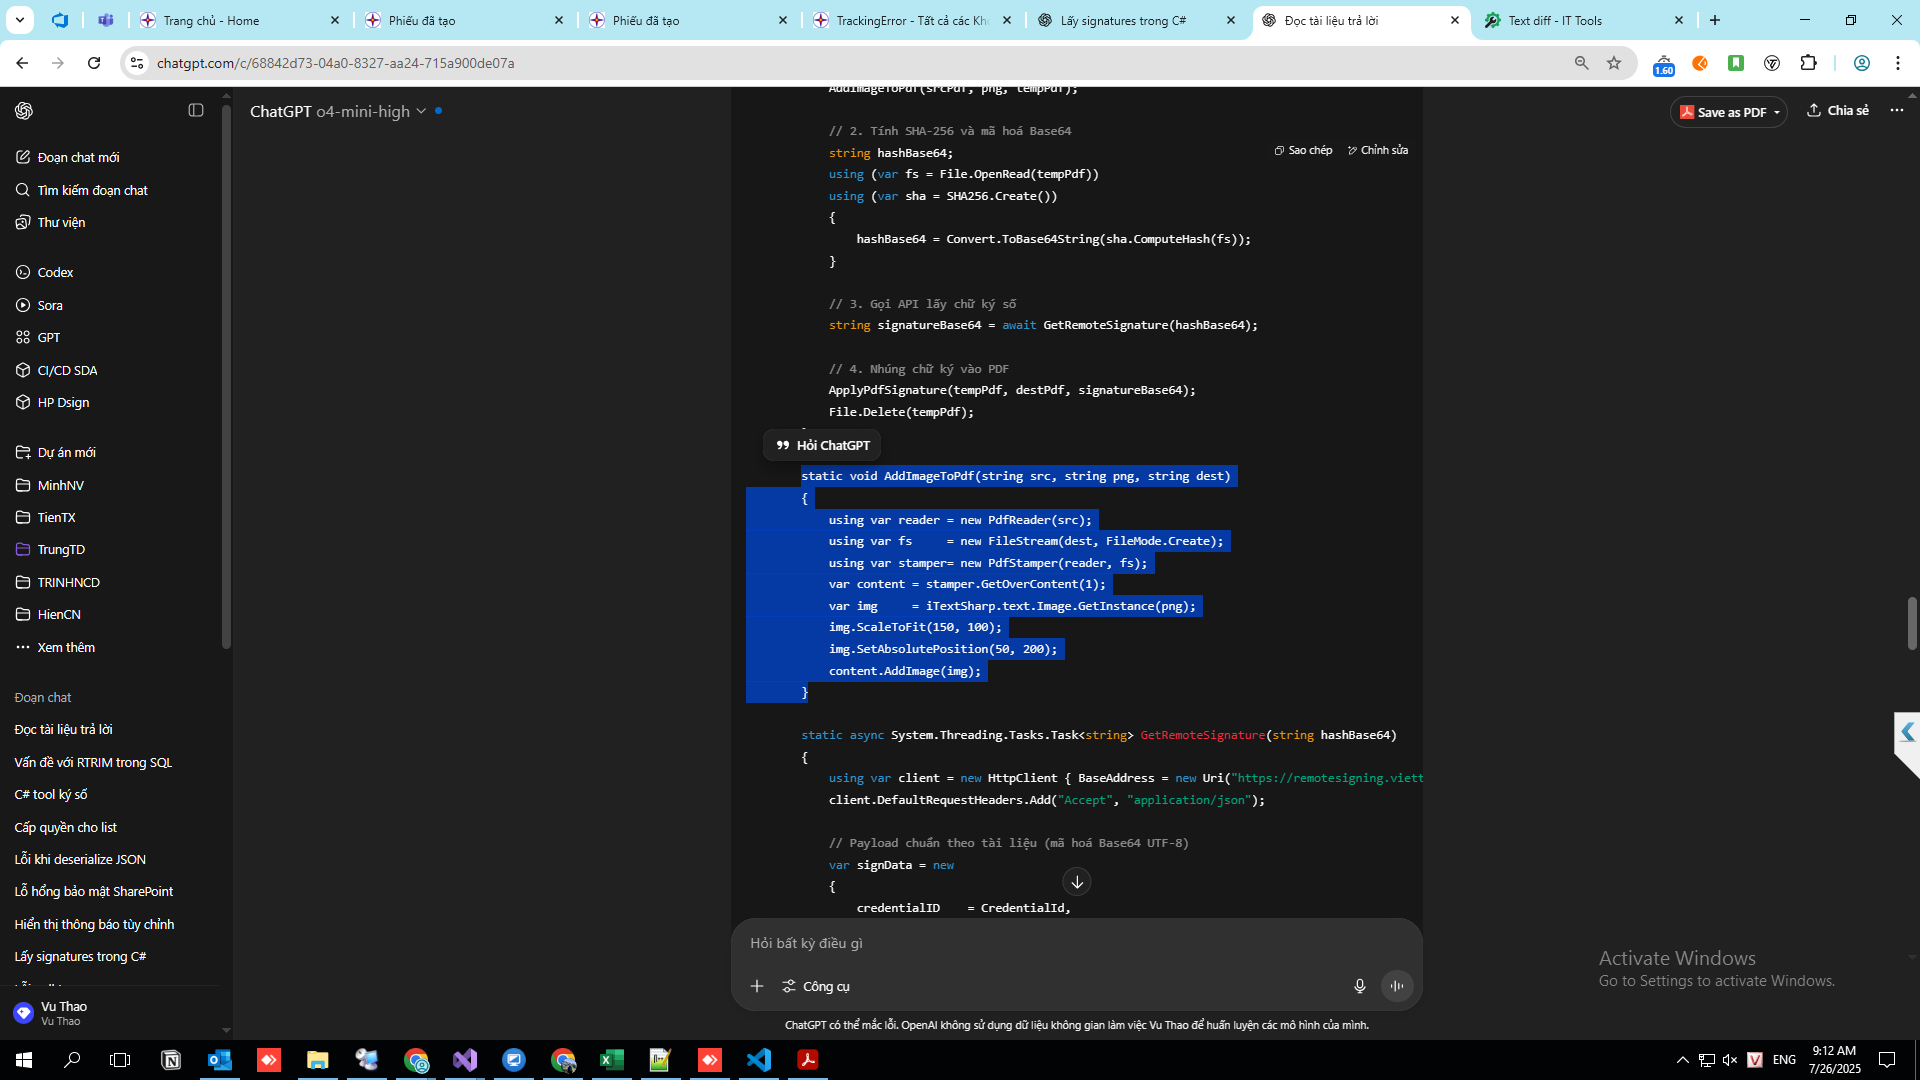 Trang chủ - Home
Phiếu đã tạo
Phiếu đã tạo
TrackingError - Tất cả các Kho
Lấy signatures trong C#
Đọc tài liệu trả lời
Text diff - IT Tools
chatgpt.com/c/68842d73-04a0-8327-aa24-715a900de07a
1.60
ChatGPT o4-mini-high
Save as PDF
Chia sẻ
Đoạn chat mới
Tìm kiếm đoạn chat
Thư viện
Codex
Sora
GPT
CI/CD SDA
HP Dsign
Dự án mới
MinhNV
TienTX
TrungTD
TRINHNCD
HienCN
Xem thêm
Đoạn chat
Đọc tài liệu trả lời
Vấn đề với RTRIM trong SQL
C# tool ký số
Cấp quyền cho list
Lỗi khi deserialize JSON
Lỗ hổng bảo mật SharePoint
Hiển thị thông báo tùy chỉnh
Lấy signatures trong C#
Vu Thao
Vu Thao
AddImageToPdf(srcPdf, png, tempPdf);
// 2. Tính SHA-256 và mã hoá Base64
Sao chép
Chỉnh sửa
string hashBase64;
using (var fs = File.OpenRead(tempPdf))
using (var sha = SHA256.Create())
{
hashBase64 = Convert.ToBase64String(sha.ComputeHash(fs));
}
// 3. Gọi API lấy chữ ký số
string signatureBase64 = await GetRemoteSignature(hashBase64);
// 4. Nhúng chữ ký vào PDF
ApplyPdfSignature(tempPdf, destPdf, signatureBase64);
File.Delete(tempPdf);
Hỏi ChatGPT
static void AddImageToPdf(string src, string png, string dest)
{
using var reader = new PdfReader(src);
using var fs     = new FileStream(dest, FileMode.Create);
using var stamper= new PdfStamper(reader, fs);
var content = stamper.GetOverContent(1);
var img     = iTextSharp.text.Image.GetInstance(png);
img.ScaleToFit(150, 100);
img.SetAbsolutePosition(50, 200);
content.AddImage(img);
}
static async System.Threading.Tasks.Task<string> GetRemoteSignature(string hashBase64)
{
using var client = new HttpClient { BaseAddress = new Uri("https://remotesigning.viett
client.DefaultRequestHeaders.Add("Accept", "application/json");
// Payload chuẩn theo tài liệu (mã hoá Base64 UTF-8)
var signData = new
{
credentialID    = CredentialId,
Hỏi bất kỳ điều gì
Công cụ
ChatGPT có thể mắc lỗi. OpenAI không sử dụng dữ liệu không gian làm việc Vu Thao để huấn luyện các mô hình của mình.
Activate Windows
Go to Settings to activate Windows.
ENG
9:12 AM
7/26/2025